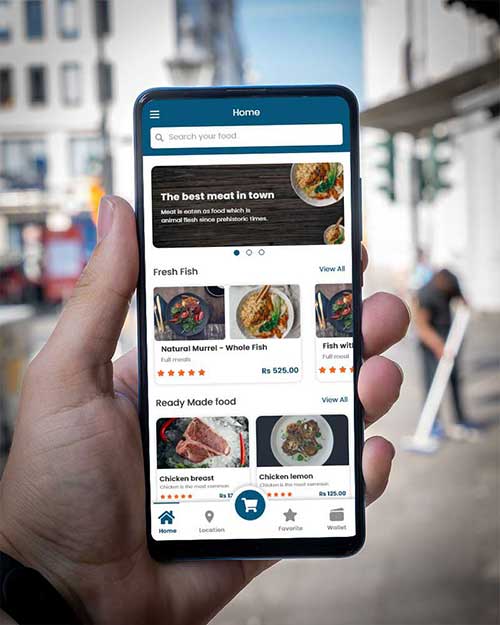 Home
Search your food
The best meat in town
Meat is eaten as food which is
animal flesh since prehistoric times.
Fresh Fish
View All
Natural Murrel - Whole Fish
Full meals
Rs 525.00
Fish with
Full meal
Ready Made food
View All
Chicken breast
Chicken is the most common
Rs 1
Chicken lemon
Chicken is the most common
Rs 125.00
Home
Location
Favorite
Wallet